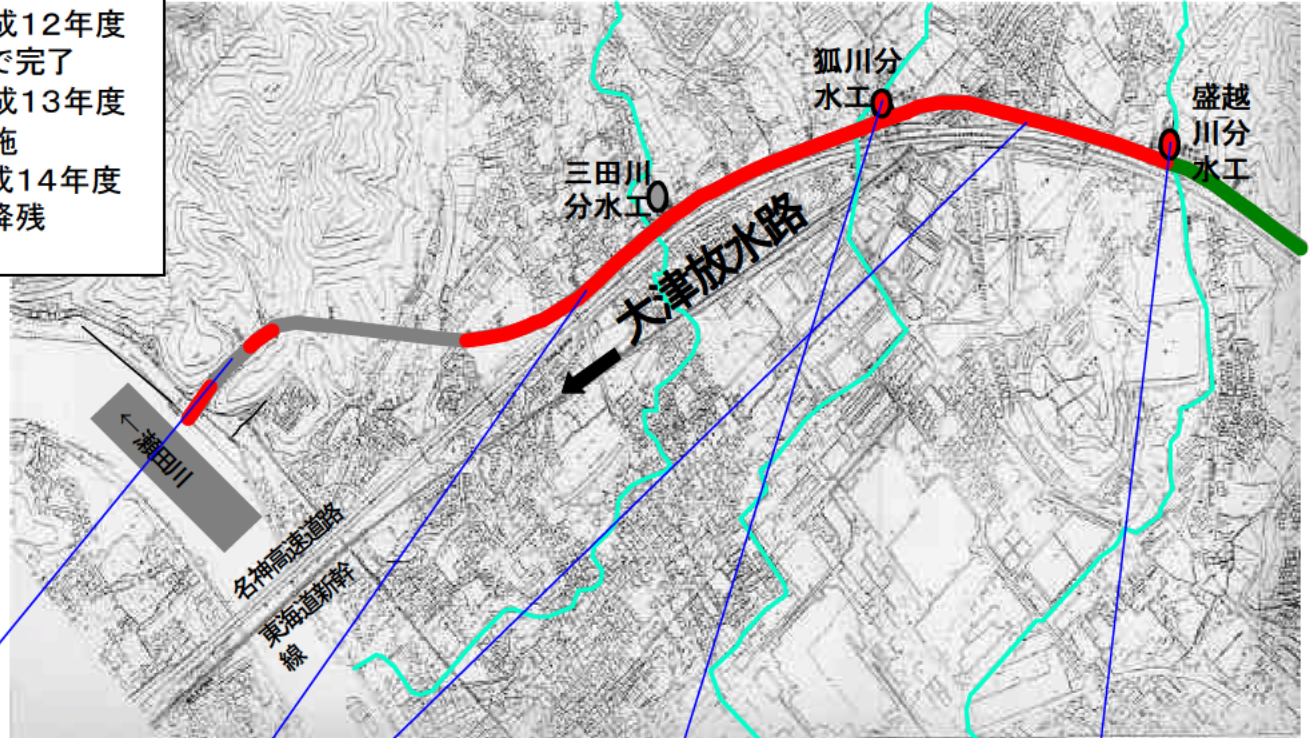 成12年度
で完了
成13年度
施
成14年度
降残
狐川分
水工
盛越
川分
水工
三田川
分水工
大津放水路
←瀬田川
名神高速道路
東海道新幹
線